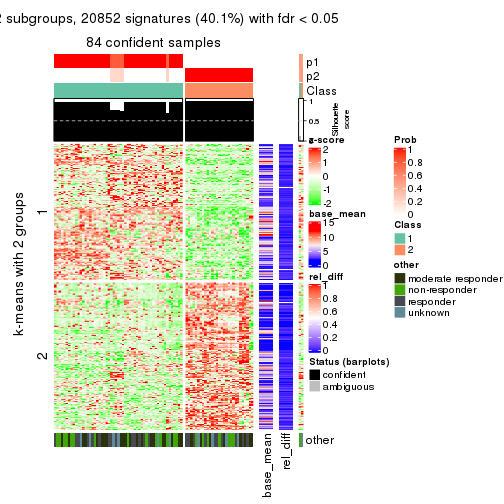 2 subgroups, 20852 signatures (40.1%) with fdr < 0.05
84 confident samples
p1
p2
Class
1
0.5
0
Silhouette
score
k-means with 2 groups
1
2
z-score
2
1
0
-1
-2
base_mean
15
10
5
0
rel_diff
1
0.8
0.6
0.4
0.2
0
Status (barplots)
confident
ambiguous
Prob
1
0.8
0.6
0.4
0.2
0
Class
1
2
other
moderate responder
non-responder
responder
unknown
other
base_mean
rel_diff